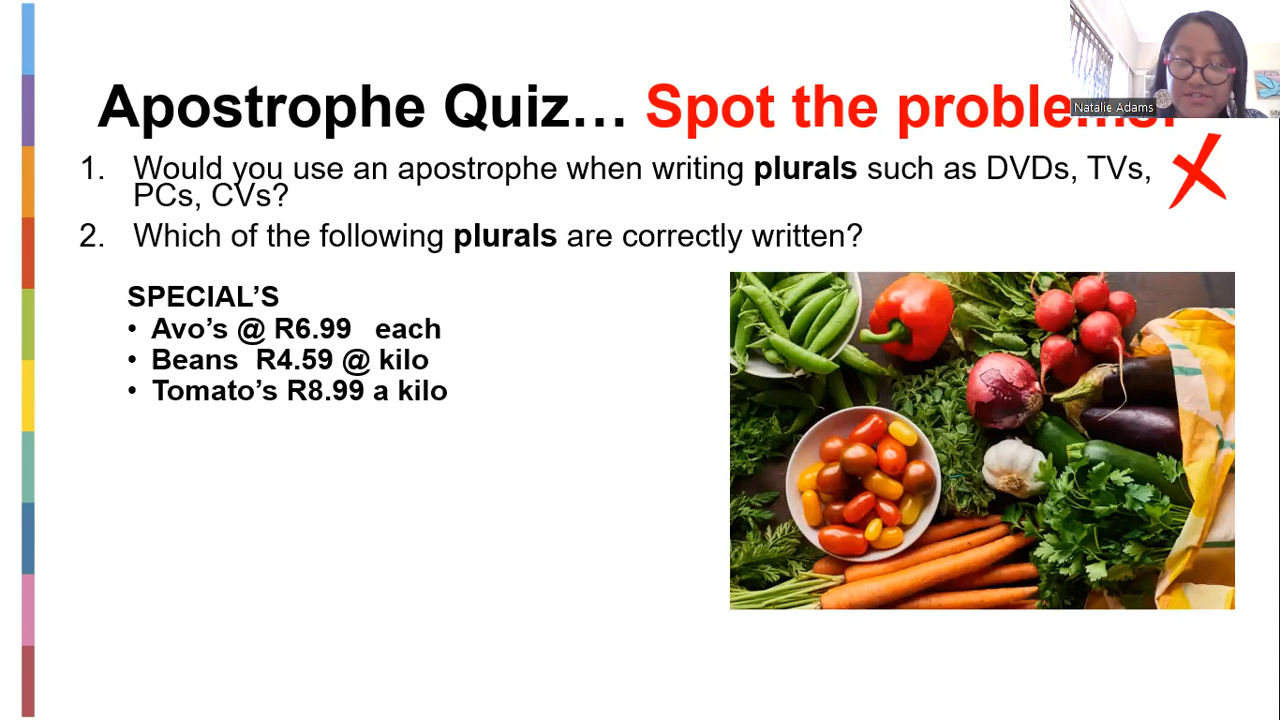 Apostrophe Quiz… Spot the
Natalie Adams
1. Would you use an apostrophe when writing plurals such as DVDs, TVs,
PCs, CVs?
2. Which of the following plurals are correctly written?
SPECIAL’S
• Avo’s @ R6.99 each
• Beans R4.59 @ kilo
• Tomato’s R8.99 a kilo